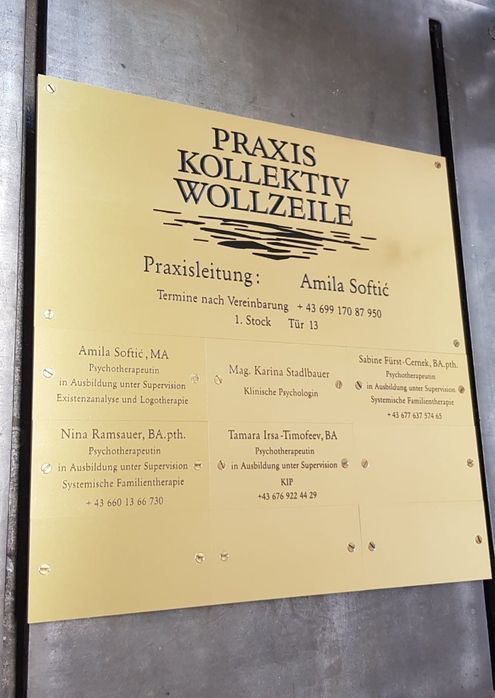 PRAXIS
KOLLEKTIV
WOLLZEILE
Praxisleitung: Amila Softić
Termine nach Vereinbarung + 43 699 170 87 950
1. Stock Tür 13
Amila Softić, MA
Psychotherapeutin
in Ausbildung unter Supervision
Existenzanalyse und Logotherapie
Mag. Karina Stadlbauer
Klinische Psychologin
Sabine Fürst-Cernek, BA.pth.
Psychotherapeutin
in Ausbildung unter Supervision
Systemische Familientherapie
+43 677 637 574 65
Nina Ramsauer, BA.pth.
Psychotherapeutin
in Ausbildung unter Supervision
Systemische Familientherapie
+ 43 660 13 66 730
Tamara Irsa-Timofeev, BA
Psychotherapeutin
in Ausbildung unter Supervision
KIP
+43 676 922 44 29